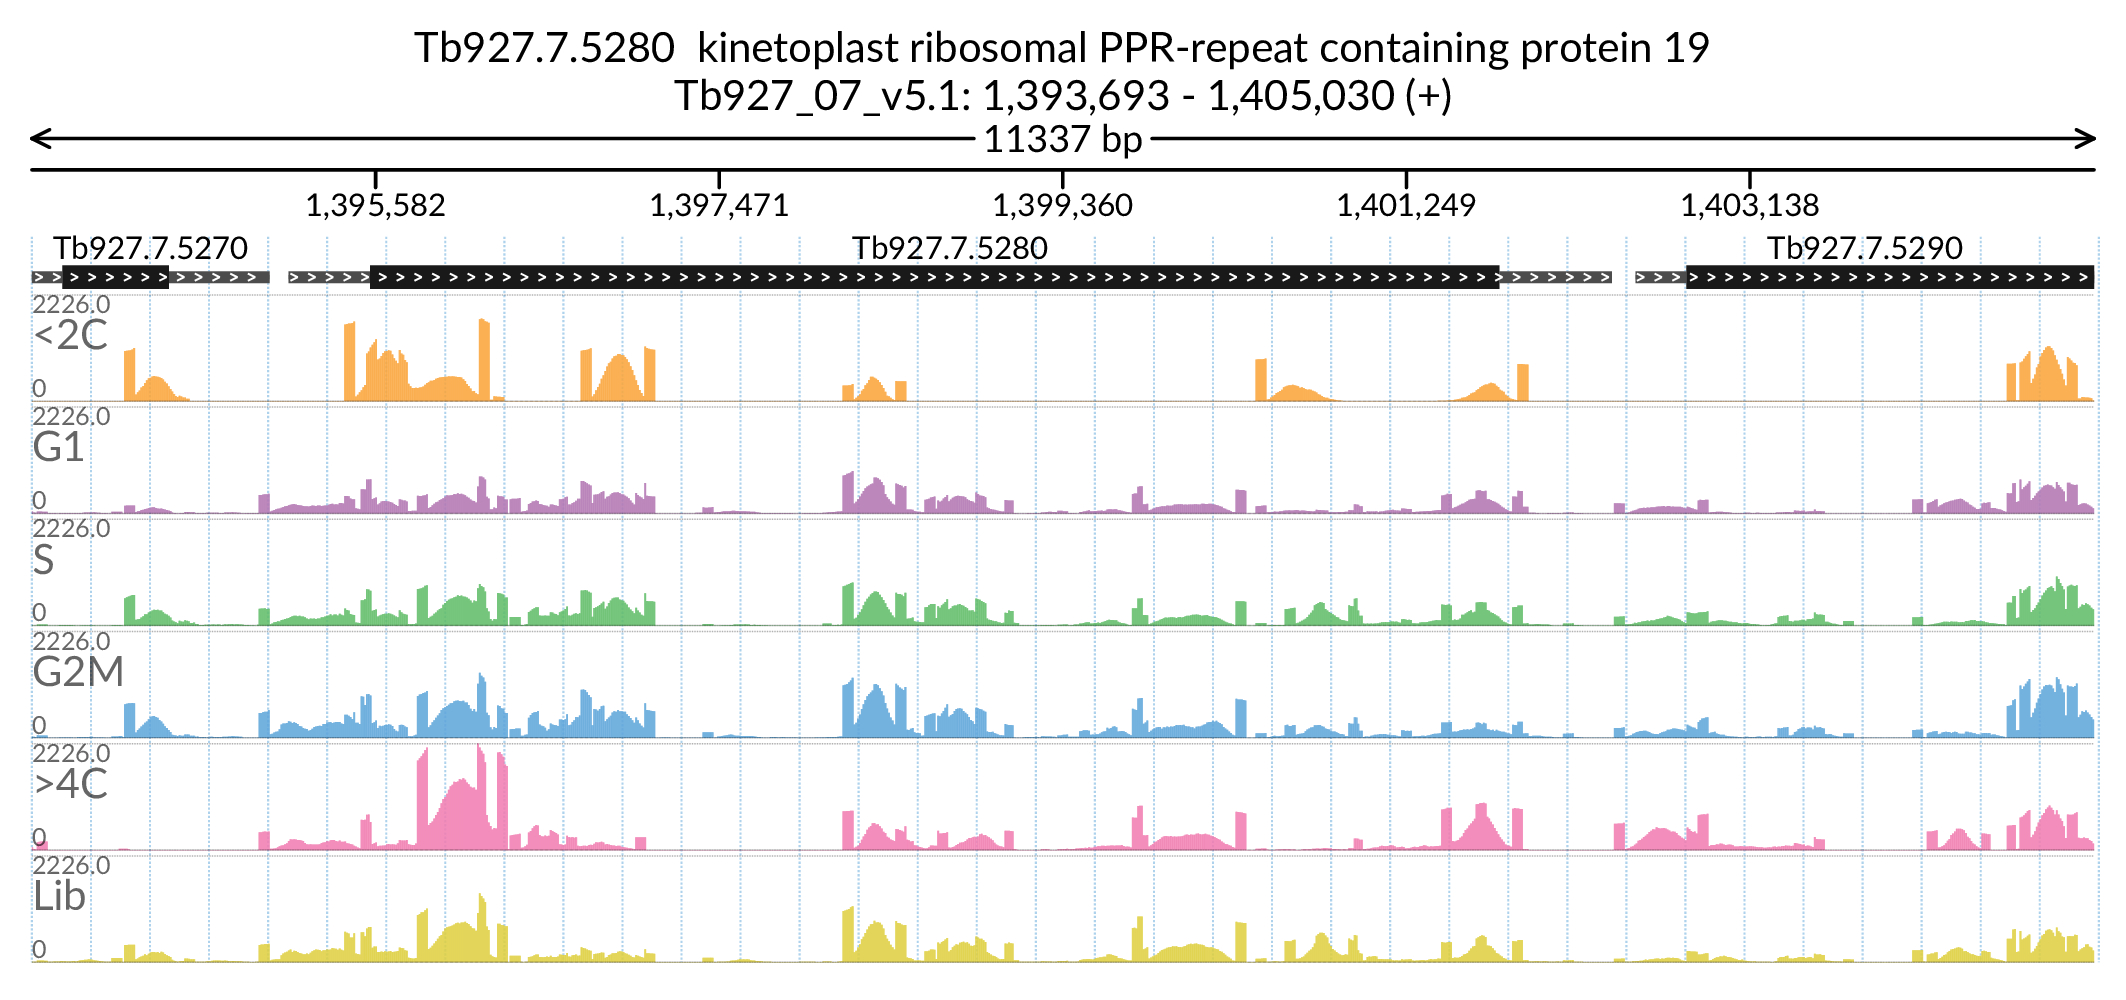 Tb927.7.5280 kinetoplast ribosomal PPR-repeat containing protein 19
Tb927_07_v5.1: 1,393,693 - 1,405,030 (+)
11337 bp
1,395,582 1,397,471 1,399,360 1,401,249 1,403,138
Tb927.7.5270 Tb927.7.5280 Tb927.7.5290
2226.0
<2C
0
2226.0
G1
0
2226.0
S
0
2226.0
G2M
0
2226.0
>4C
0
2226.0
Lib
0